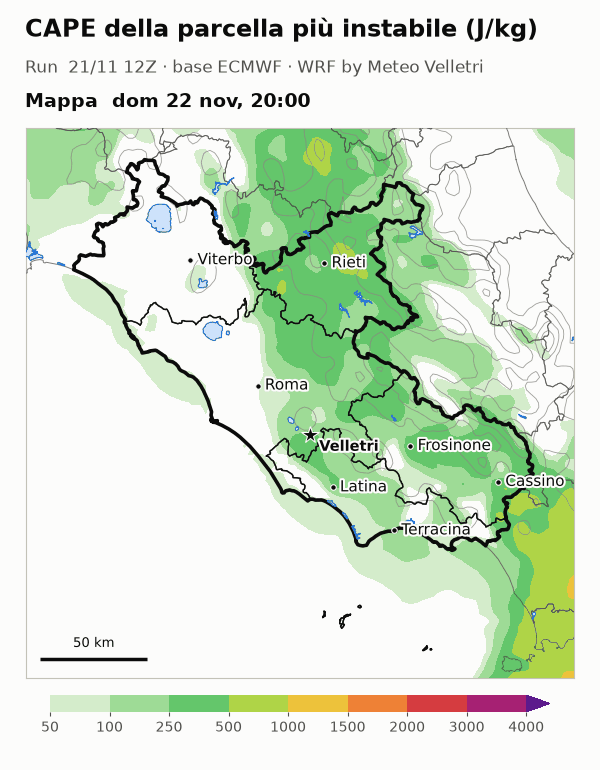 CAPE della parcella più instabile (J/kg)
Run 21/11 12Z · base ECMWF · WRF by Meteo Velletri
Mappa dom 22 nov, 20:00
Viterbo
Rieti
Roma
Velletri
Frosinone
Cassino
Latina
Terracina
50 km
50 100 250 500 1000 1500 2000 3000 4000